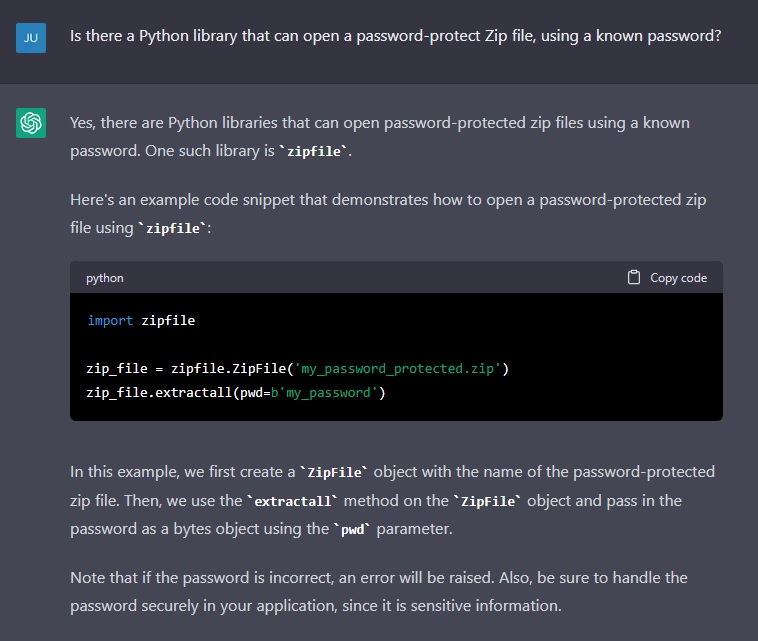 JU
Is there a Python library that can open a password-protect Zip file, using a known password?
Yes, there are Python libraries that can open password-protected zip files using a known
password. One such library is `zipfile`.
Here's an example code snippet that demonstrates how to open a password-protected zip
file using `zipfile`:
python
Copy code
import zipfile
zip_file = zipfile.ZipFile('my_password_protected.zip')
zip_file.extractall(pwd=b'my_password')
In this example, we first create a `ZipFile` object with the name of the password-protected
zip file. Then, we use the `extractall` method on the `ZipFile` object and pass in the
password as a bytes object using the `pwd` parameter.
Note that if the password is incorrect, an error will be raised. Also, be sure to handle the
password securely in your application, since it is sensitive information.